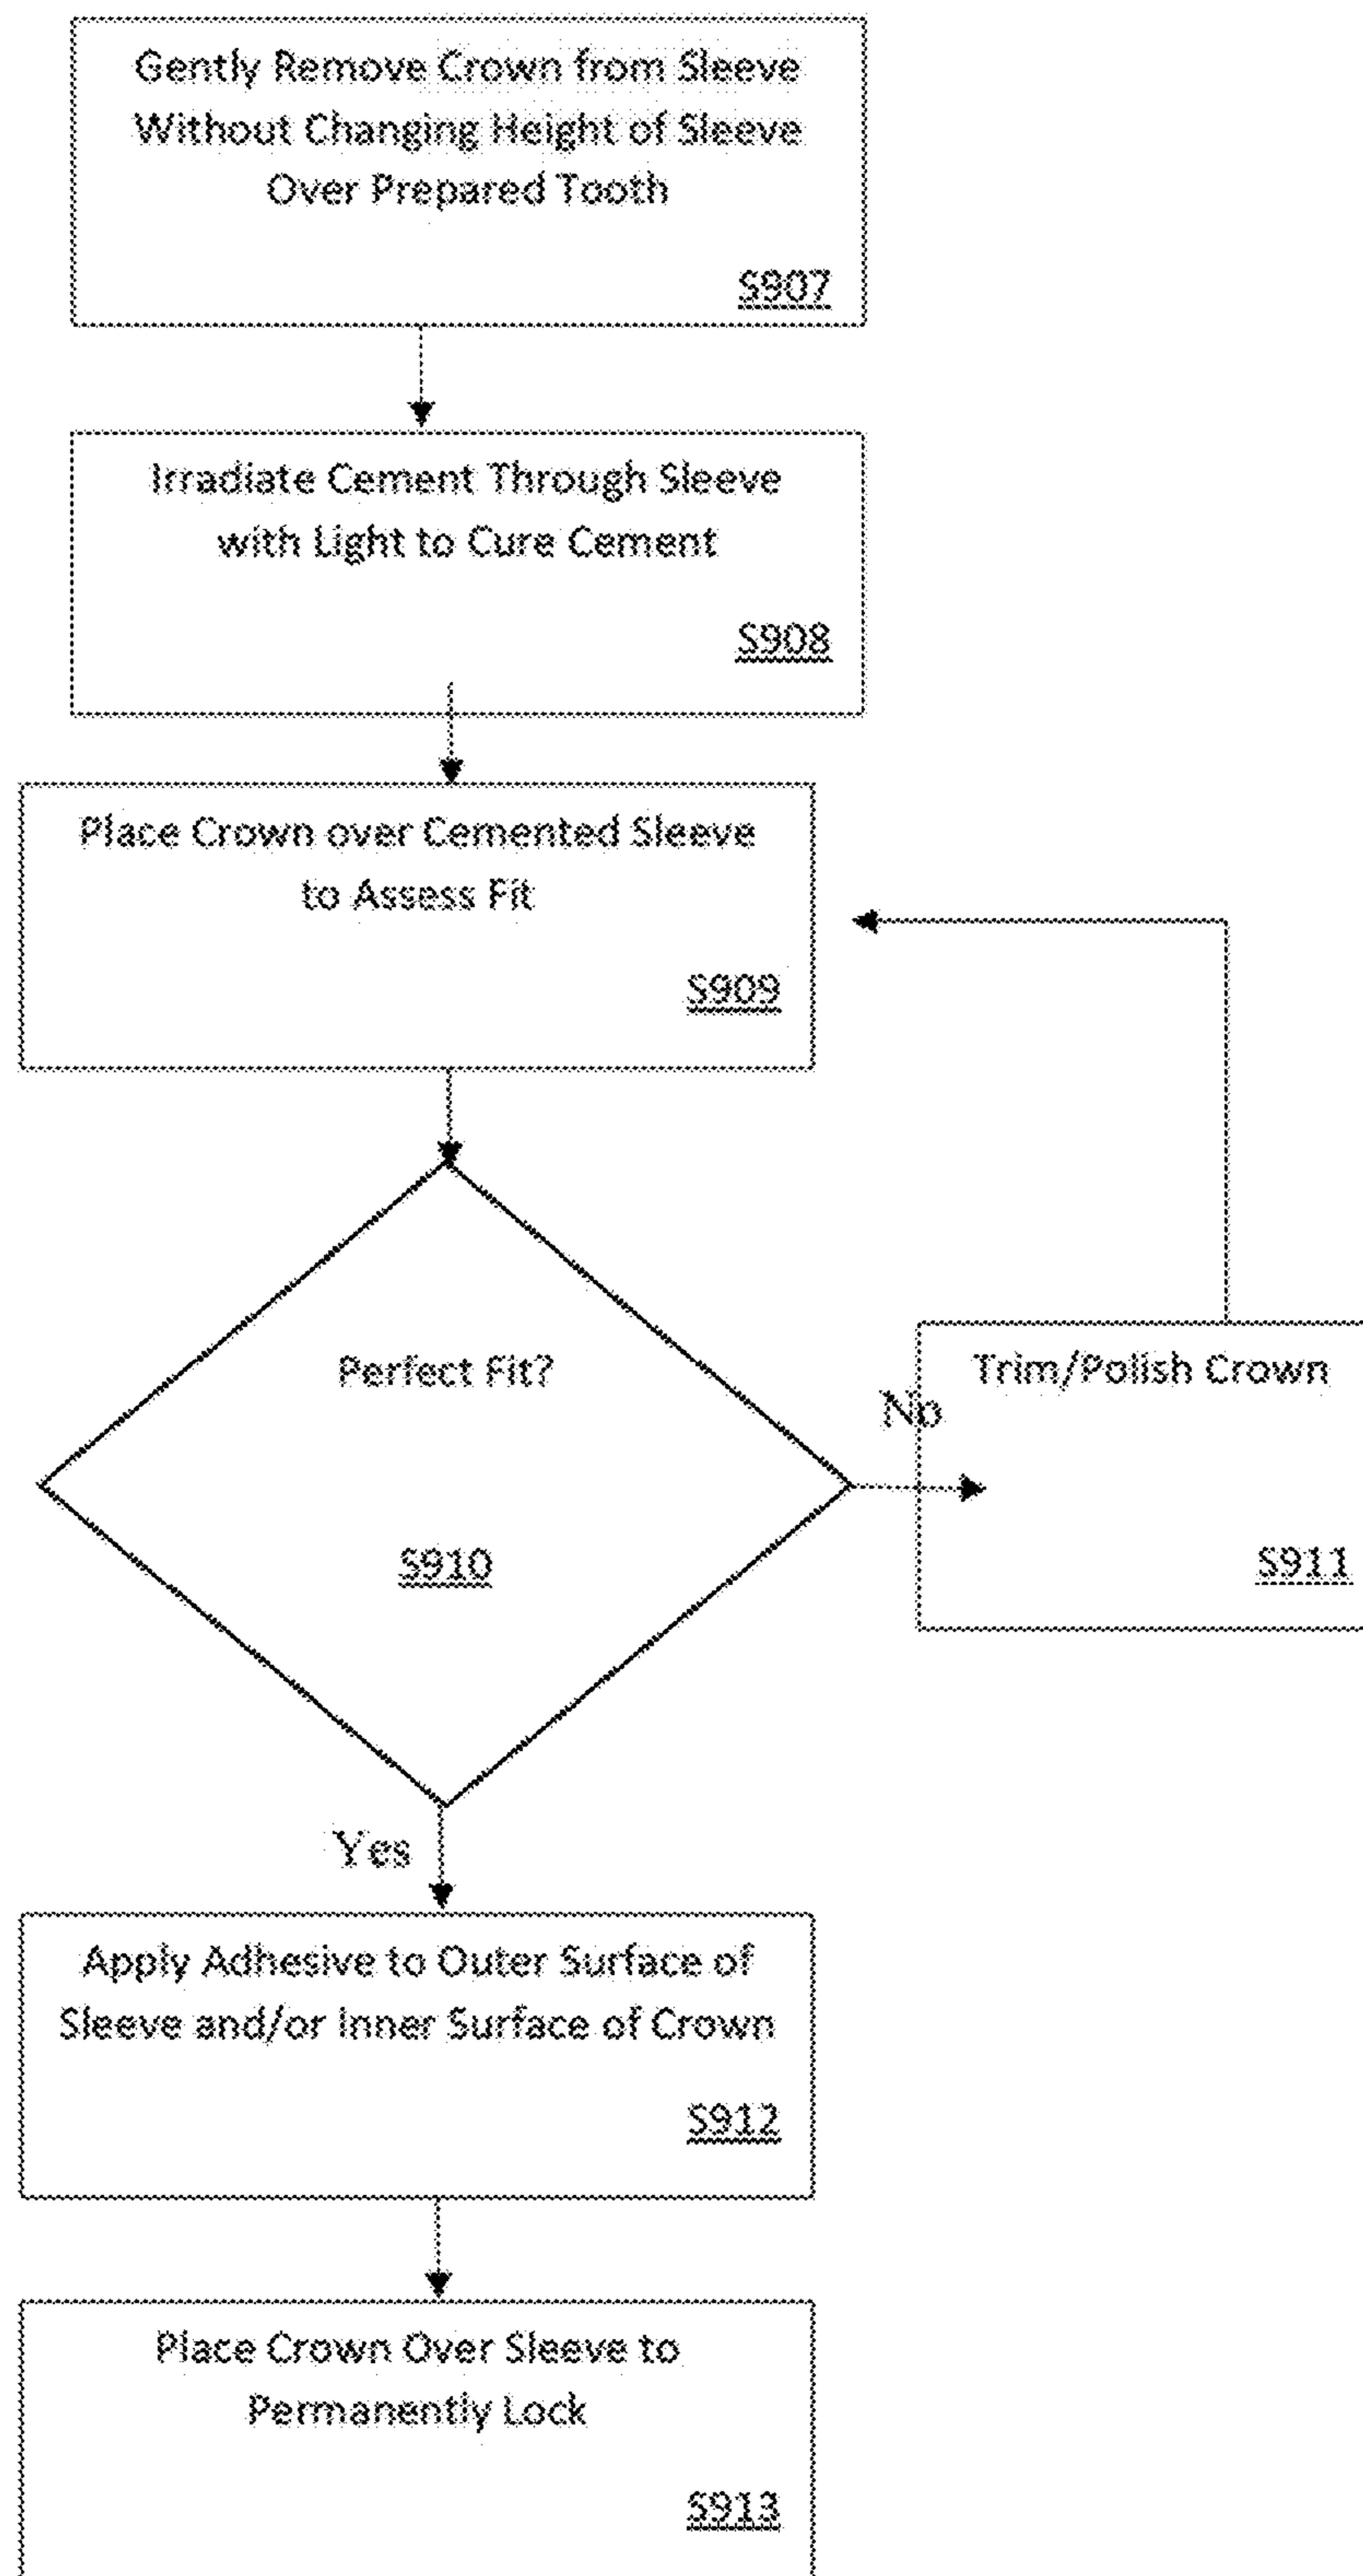 Gently Remove Crown from Sleeve
Without Changing Height of Sleeve
Over Prepared Tooth
S907
Irradiate Cement Through Sleeve
with Light to Cure Cement
S908
Place Crown over Cemented Sleeve
to Assess Fit
S909
Perfect Fit?
S910
No
Trim/Polish Crown
S911
Yes
Apply Adhesive to Outer Surface of
Sleeve and/or Inner Surface of Crown
S912
Place Crown Over Sleeve to
Permanently Lock
S913